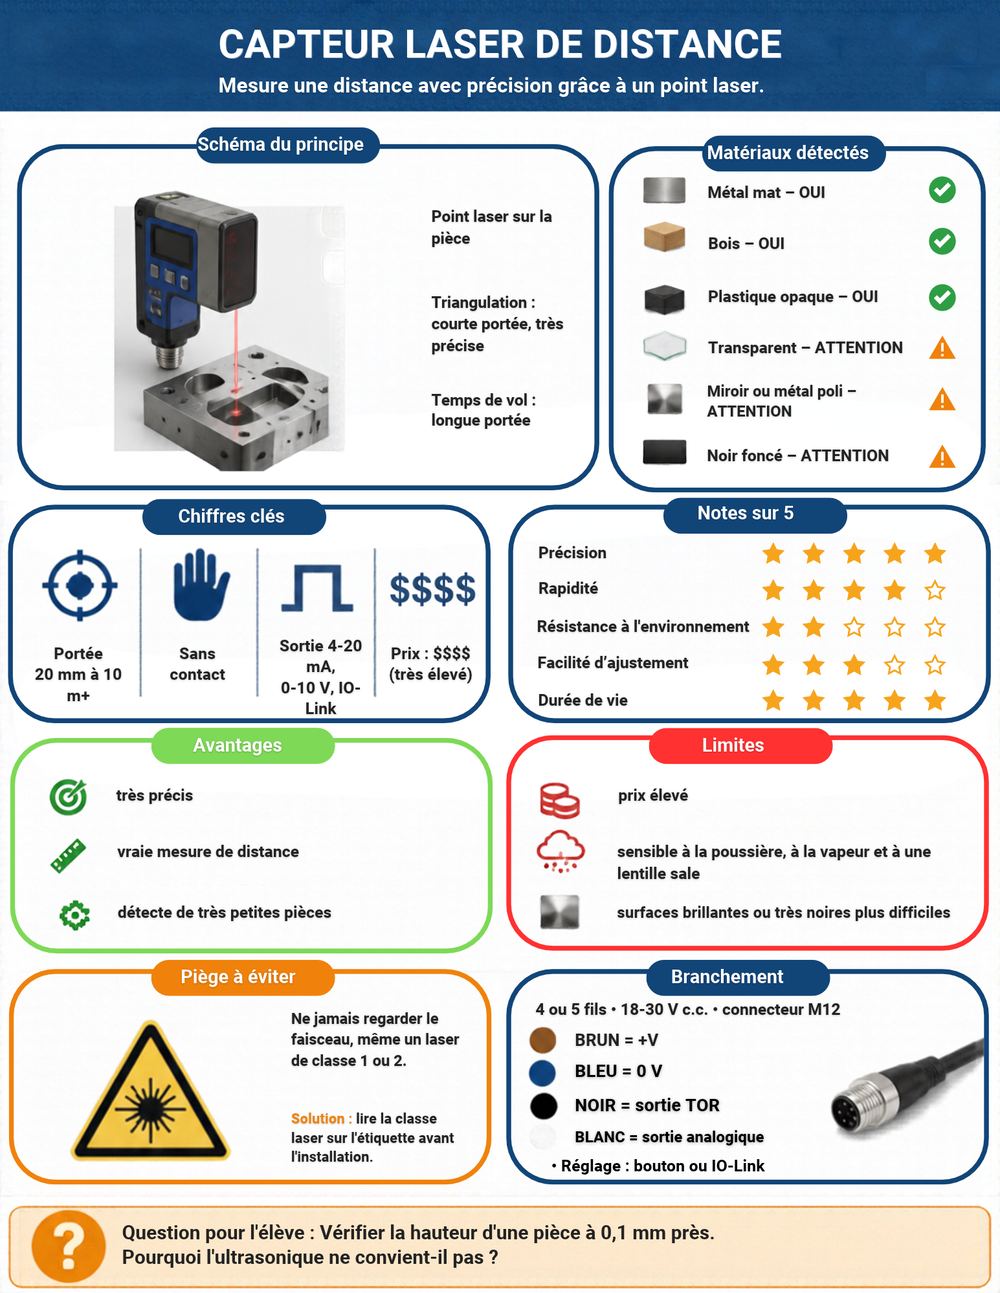 CAPTEUR LASER DE DISTANCE
Mesure une distance avec précision grâce à un point laser.
Schéma du principe
Point laser sur la
pièce
Triangulation :
courte portée, très
précise
Temps de vol :
longue portée
Matériaux détectés
Métal mat – OUI
Bois – OUI
Plastique opaque – OUI
Transparent – ATTENTION
Miroir ou métal poli –
ATTENTION
Noir foncé – ATTENTION
Chiffres clés
Portée
20 mm à 10
m+
Sans
contact
Sortie 4-20
mA,
0-10 V, IO-
Link
$$$$
Prix : $$$$
(très élevé)
Notes sur 5
Précision
Rapidité
Résistance à l'environnement
Facilité d’ajustement
Durée de vie
Avantages
très précis
vraie mesure de distance
détecte de très petites pièces
Limites
prix élevé
sensible à la poussière, à la vapeur et à une
lentille sale
surfaces brillantes ou très noires plus difficiles
Piège à éviter
Ne jamais regarder le
faisceau, même un laser
de classe 1 ou 2.
Solution : lire la classe
laser sur l'étiquette avant
l'installation.
Branchement
4 ou 5 fils • 18-30 V c.c. • connecteur M12
BRUN = +V
BLEU = 0 V
NOIR = sortie TOR
BLANC = sortie analogique
• Réglage : bouton ou IO-Link
?
Question pour l'élève : Vérifier la hauteur d'une pièce à 0,1 mm près.
Pourquoi l'ultrasonique ne convient-il pas ?